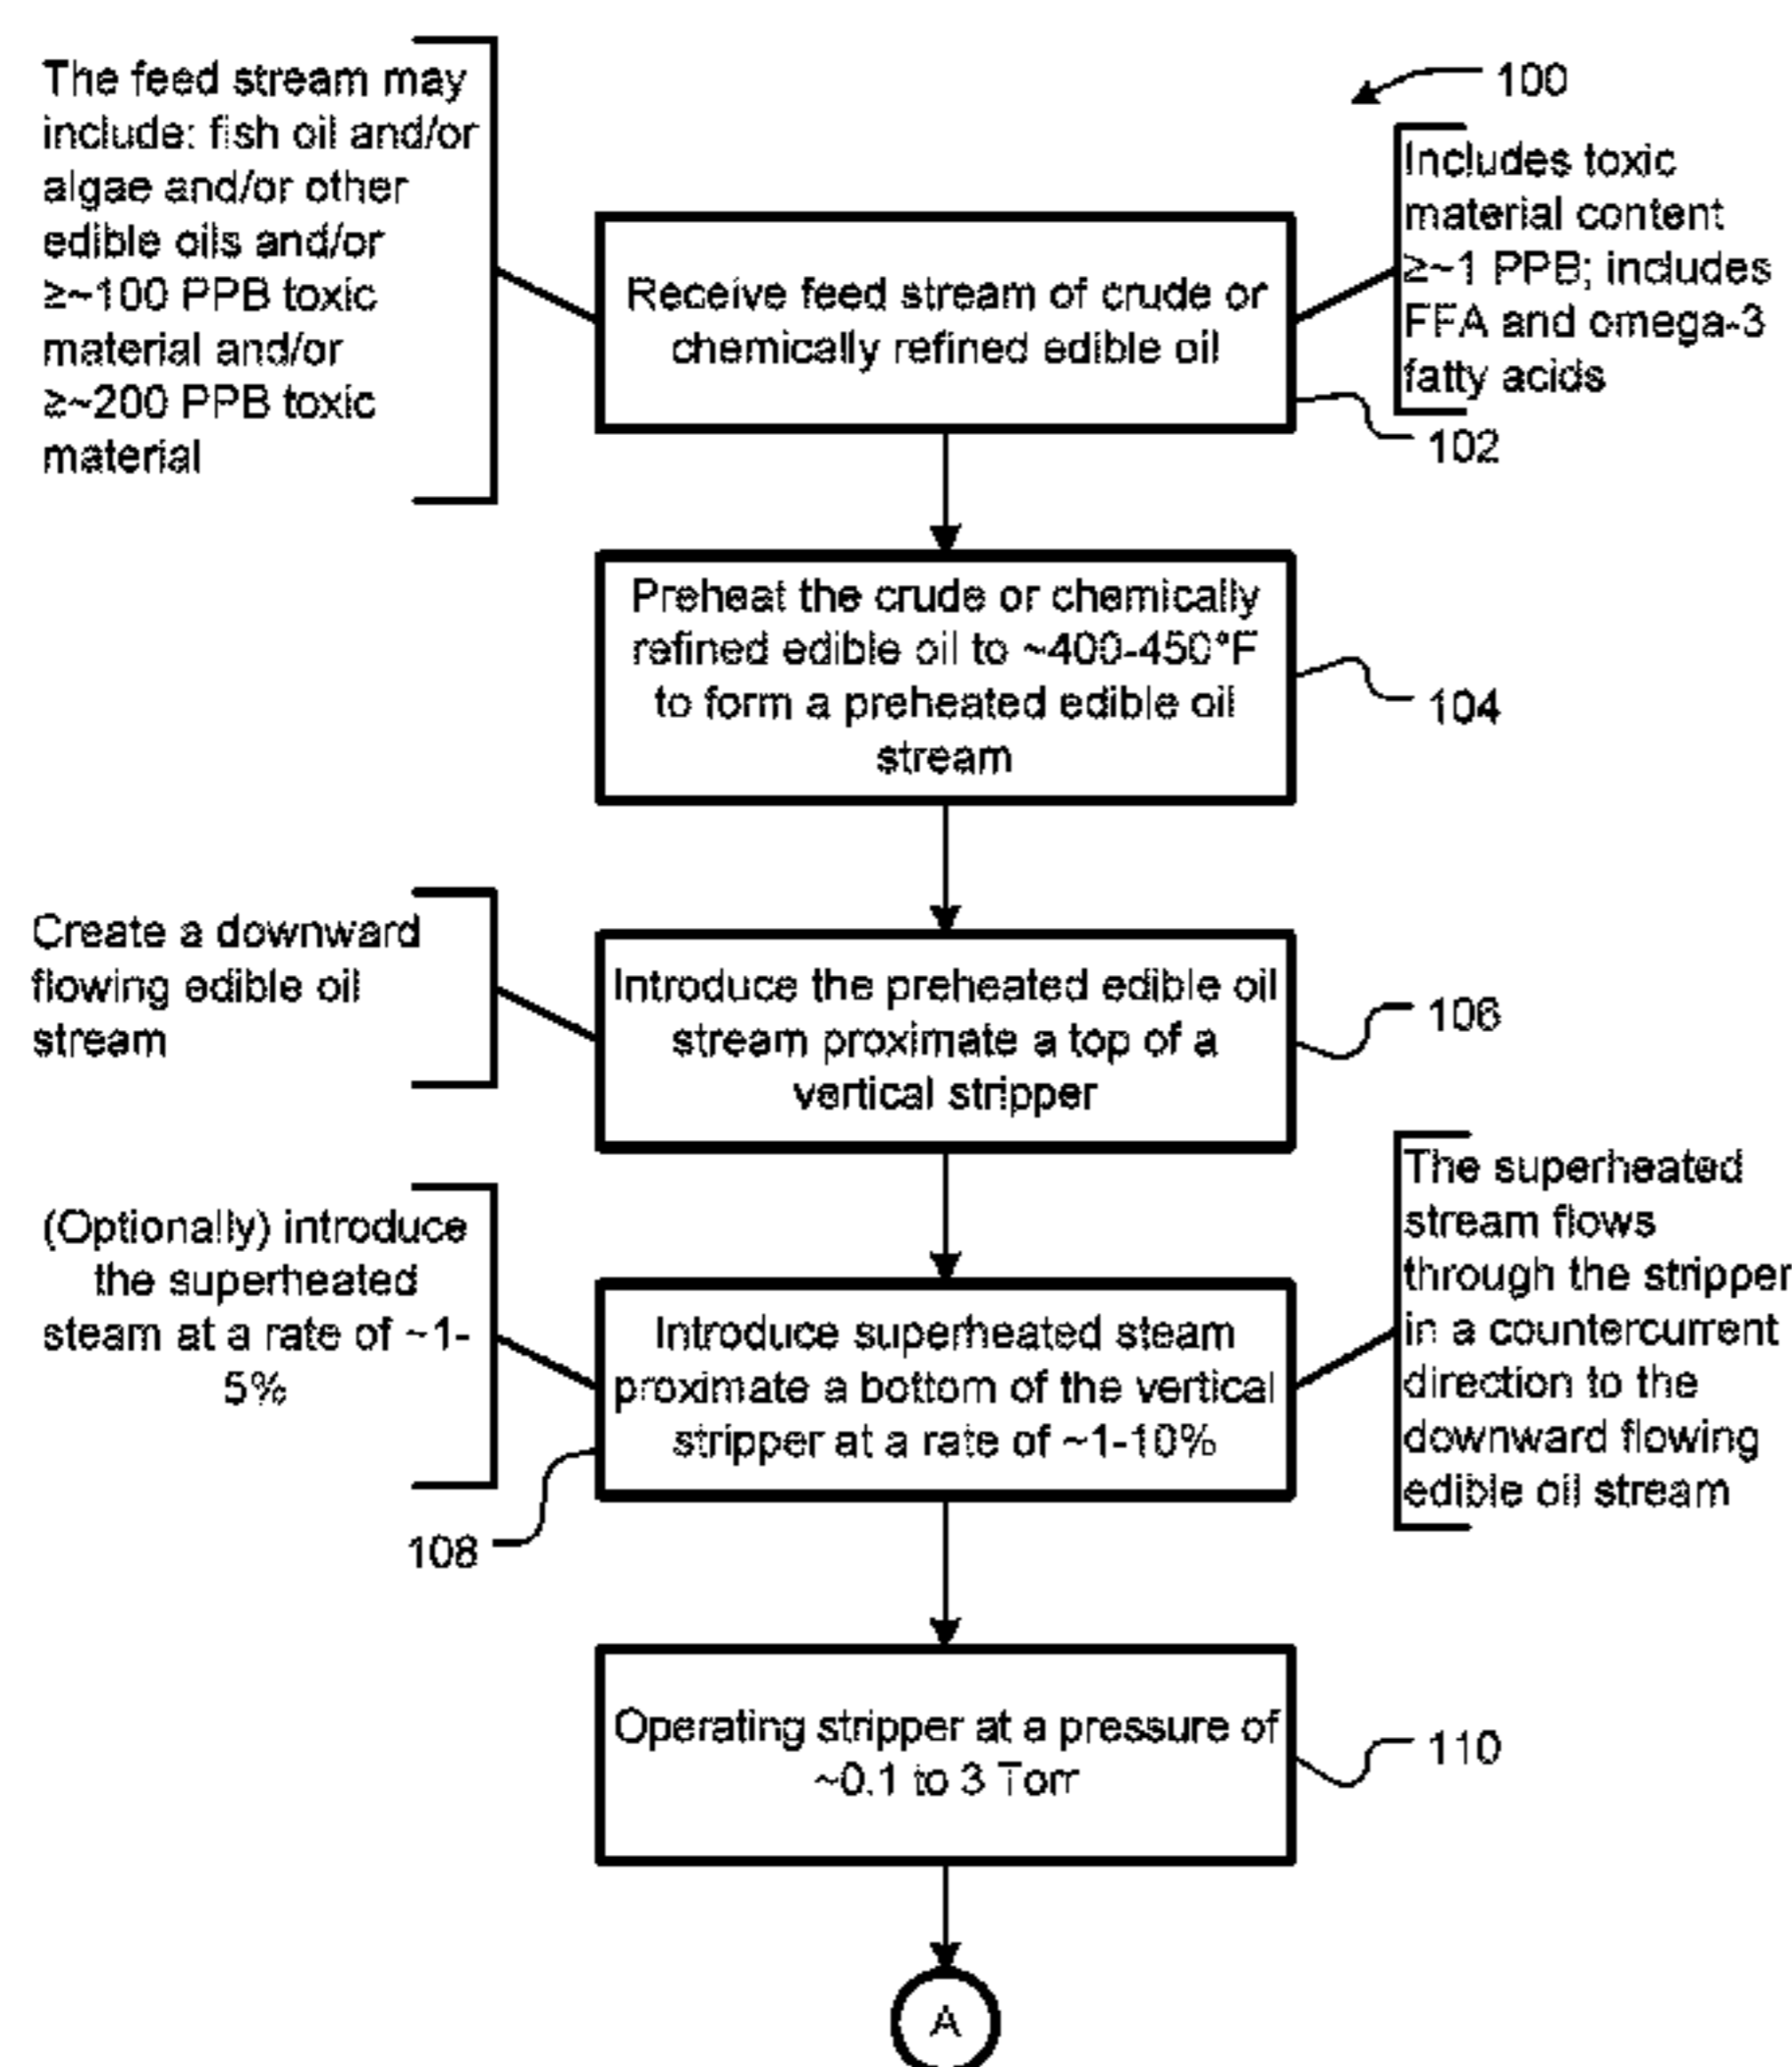 The feed stream may
include: fish oil and/or
algae and/or other
edible oils and/or
≥~100 PPB toxic
material and/or
≥~200 PPB toxic
material
100
Includes toxic
material content
≥~1 PPB; includes
FFA and omega-3
fatty acids
Receive feed stream of crude or
chemically refined edible oil
102
Preheat the crude or chemically
refined edible oil to ~400-450°F
to form a preheated edible oil
stream
104
Create a downward
flowing edible oil
stream
Introduce the preheated edible oil
stream proximate a top of a
vertical stripper
106
(Optionally) introduce
the superheated
steam at a rate of ~1-
5%
Introduce superheated steam
proximate a bottom of the vertical
stripper at a rate of ~1-10%
108
The superheated
stream flows
through the stripper
in a countercurrent
direction to the
downward flowing
edible oil stream
Operating stripper at a pressure of
~0.1 to 3 Torr
110
A